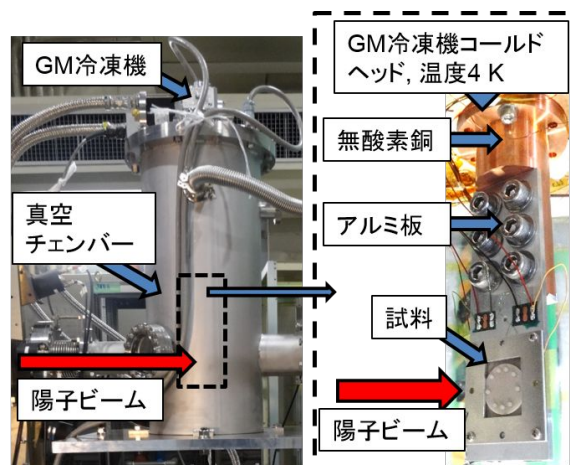 GM冷凍機
真空
チェンバー
陽子ビーム
GM冷凍機コールド
ヘッド, 温度4 K
無酸素銅
アルミ板
試料
陽子ビーム